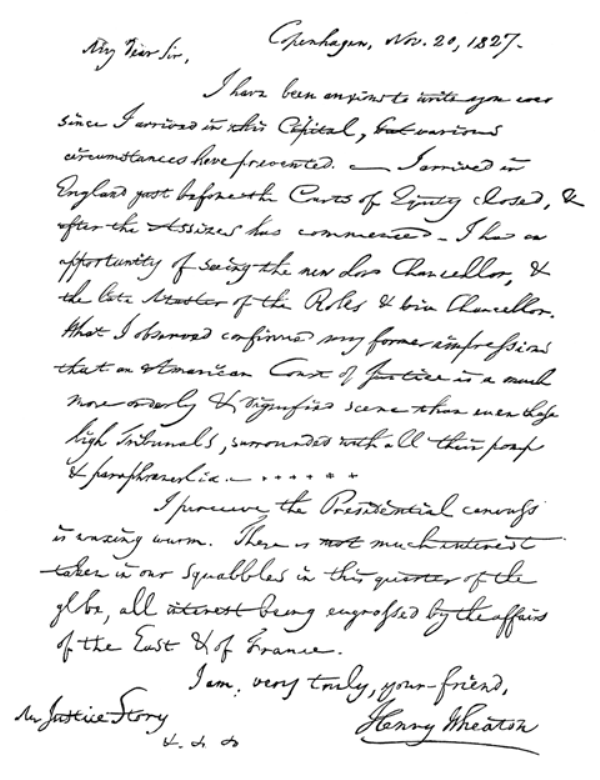 Copenhagen, Nov. 20, 1827.
My Dear Sir,
I have been anxious to write you ever
since I arrived in this Capital, but various
circumstances have prevented. — I arrived in
England just before the Courts of Equity closed, &
after the Assizes had commenced – I had an
opportunity of seeing the new Lord Chancellor, &
the late Master of the Rolls & Vice Chancellor.
What I observed confirmed my former impressions
that an American Court of Justice is a much
more orderly & dignified scene than even those
high Tribunals, surrounded with all their pomp
& paraphernalia. — + + + + + +
I perceive the Presidential canvass
is waxing warm. There is not much interest
taken in our squabbles in this quarter of the
globe, all interest being engrossed by the affairs
of the East & of France.
I am, very truly, your friend,
Mr Justice Story Henry Wheaton
&. &. &